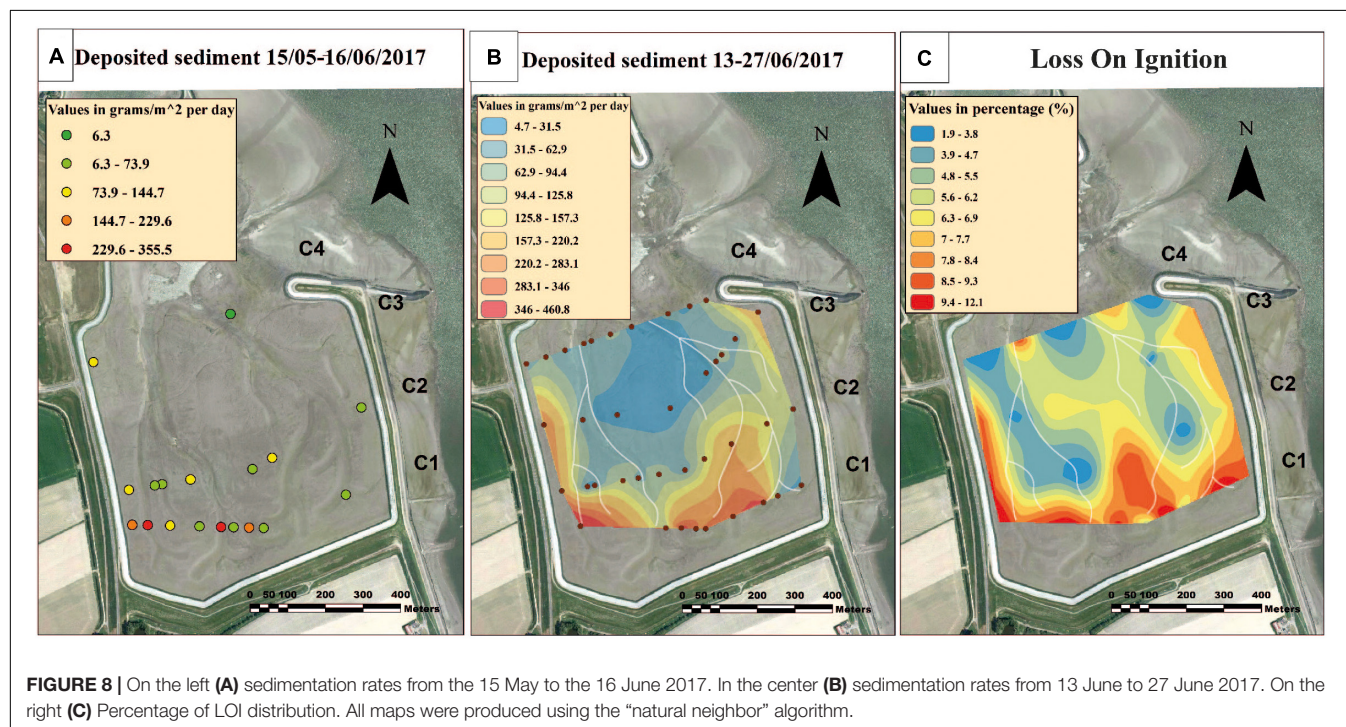 A
Deposited sediment 15/05-16/06/2017
Values in grams/m^2 per day
6.3
6.3 - 73.9
73.9 - 144.7
144.7 - 229.6
229.6 - 355.5
N
C4
C3
C2
C1
0 50 100 200 300 400
Meters
B
Deposited sediment 13-27/06/2017
Values in grams/m^2 per day
4.7 - 31.5
31.5 - 62.9
62.9 - 94.4
94.4 - 125.8
125.8 - 157.3
157.3 - 220.2
220.2 - 283.1
283.1 - 346
346 - 460.8
N
C4
C3
C2
C1
0 50 100 200 300 400
Meters
C
Loss On Ignition
Values in percentage (%)
1.9 - 3.8
3.9 - 4.7
4.8 - 5.5
5.6 - 6.2
6.3 - 6.9
7 - 7.7
7.8 - 8.4
8.5 - 9.3
9.4 - 12.1
N
C4
C3
C2
C1
0 50 100 200 300 400
Meters
FIGURE 8 | On the left (A) sedimentation rates from the 15 May to the 16 June 2017. In the center (B) sedimentation rates from 13 June to 27 June 2017. On the
right (C) Percentage of LOI distribution. All maps were produced using the “natural neighbor” algorithm.